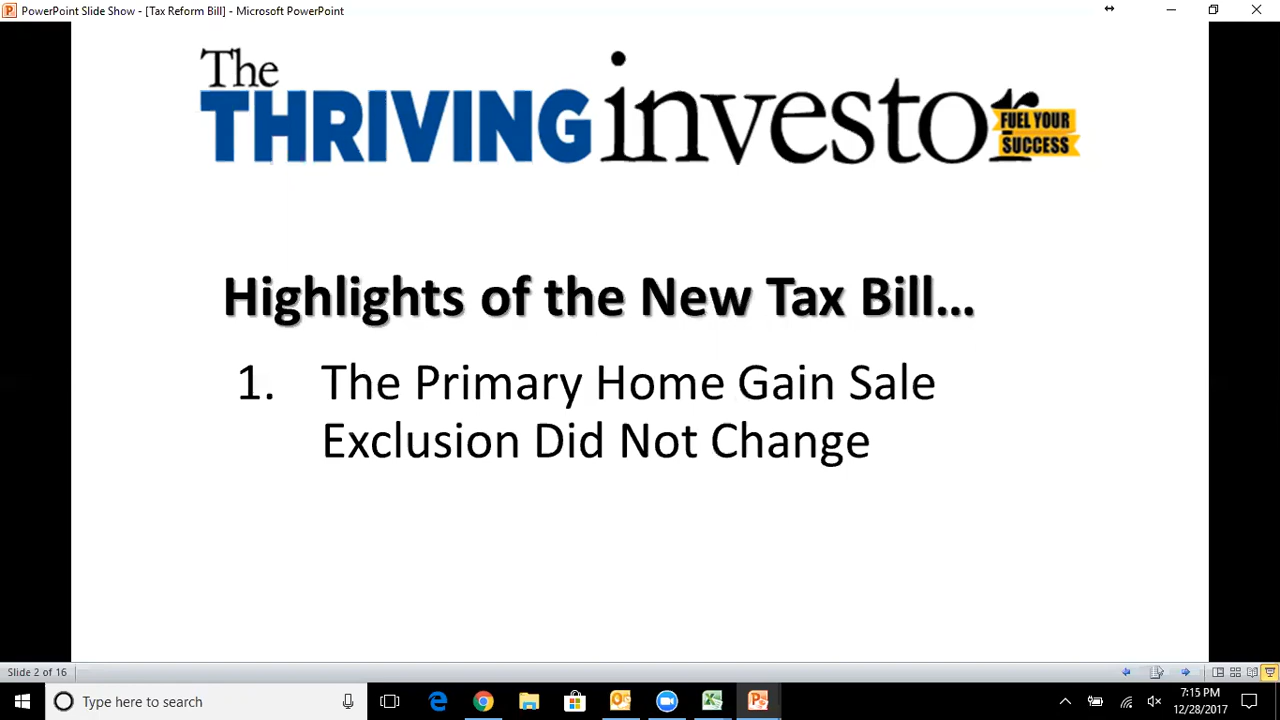 PowerPoint Slide Show - [Tax Reform Bill] - Microsoft PowerPoint
The
THRIVING investor
FUEL YOUR
SUCCESS
Highlights of the New Tax Bill...
1. The Primary Home Gain Sale
Exclusion Did Not Change
Slide 2 of 16
Type here to search
7:15 PM
12/28/2017